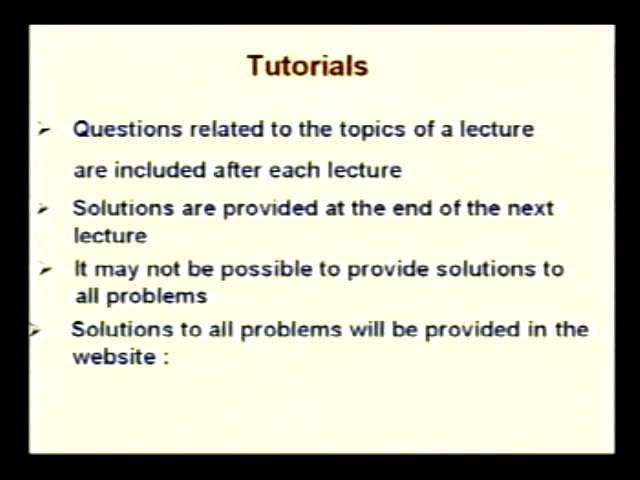 Tutorials
➢ Questions related to the topics of a lecture
are included after each lecture
➢ Solutions are provided at the end of the next
lecture
➢ It may not be possible to provide solutions to
all problems
➢ Solutions to all problems will be provided in the
website :